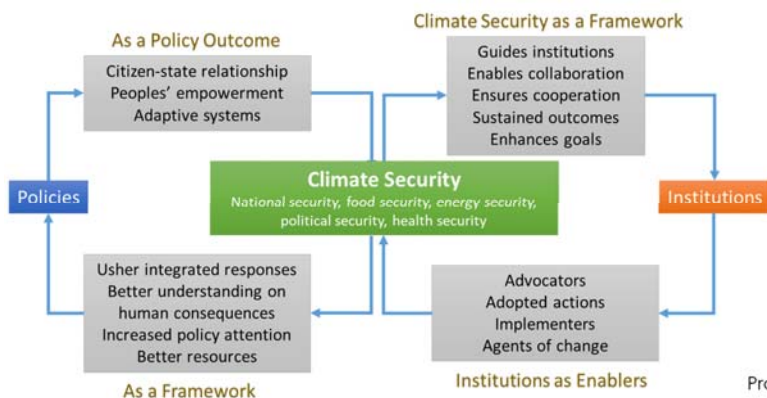 As a Policy Outcome
Citizen-state relationship
Peoples' empowerment
Adaptive systems
Climate Security as a Framework
Guides institutions
Enables collaboration
Ensures cooperation
Sustained outcomes
Enhances goals
Policies
Climate Security
National security, food security, energy security,
political security, health security
Institutions
Usher integrated responses
Better understanding on
human consequences
Increased policy attention
Better resources
As a Framework
Advocators
Adopted actions
Implementers
Agents of change
Institutions as Enablers